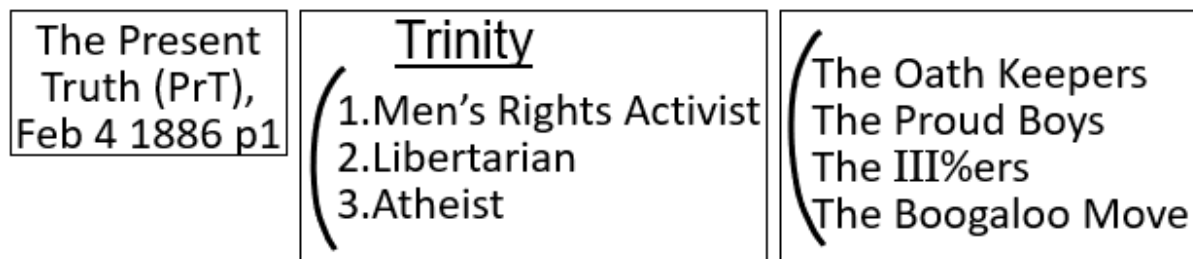 The Present
Truth (PrT),
Feb 4 1886 p1
Trinity
1.Men’s Rights Activist
2.Libertarian
3.Atheist
The Oath Keepers
The Proud Boys
The III%ers
The Boogaloo Move